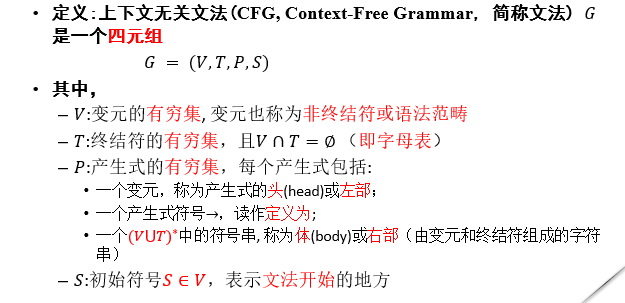 • 定义:上下文无关文法(CFG, Context-Free Grammar, 简称文法) G
是一个四元组
G = (V,T,P,S)
• 其中，
– V:变元的有穷集, 变元也称为非终结符或语法范畴
– T:终结符的有穷集，且V ∩ T = ∅ （即字母表）
– P:产生式的有穷集，每个产生式包括:
• 一个变元，称为产生式的头(head)或左部；
• 一个产生式符号→，读作定义为;
• 一个(V∪T)*中的符号串, 称为体(body)或右部（由变元和终结符组成的字符
串）
– S:初始符号S ∈ V，表示文法开始的地方